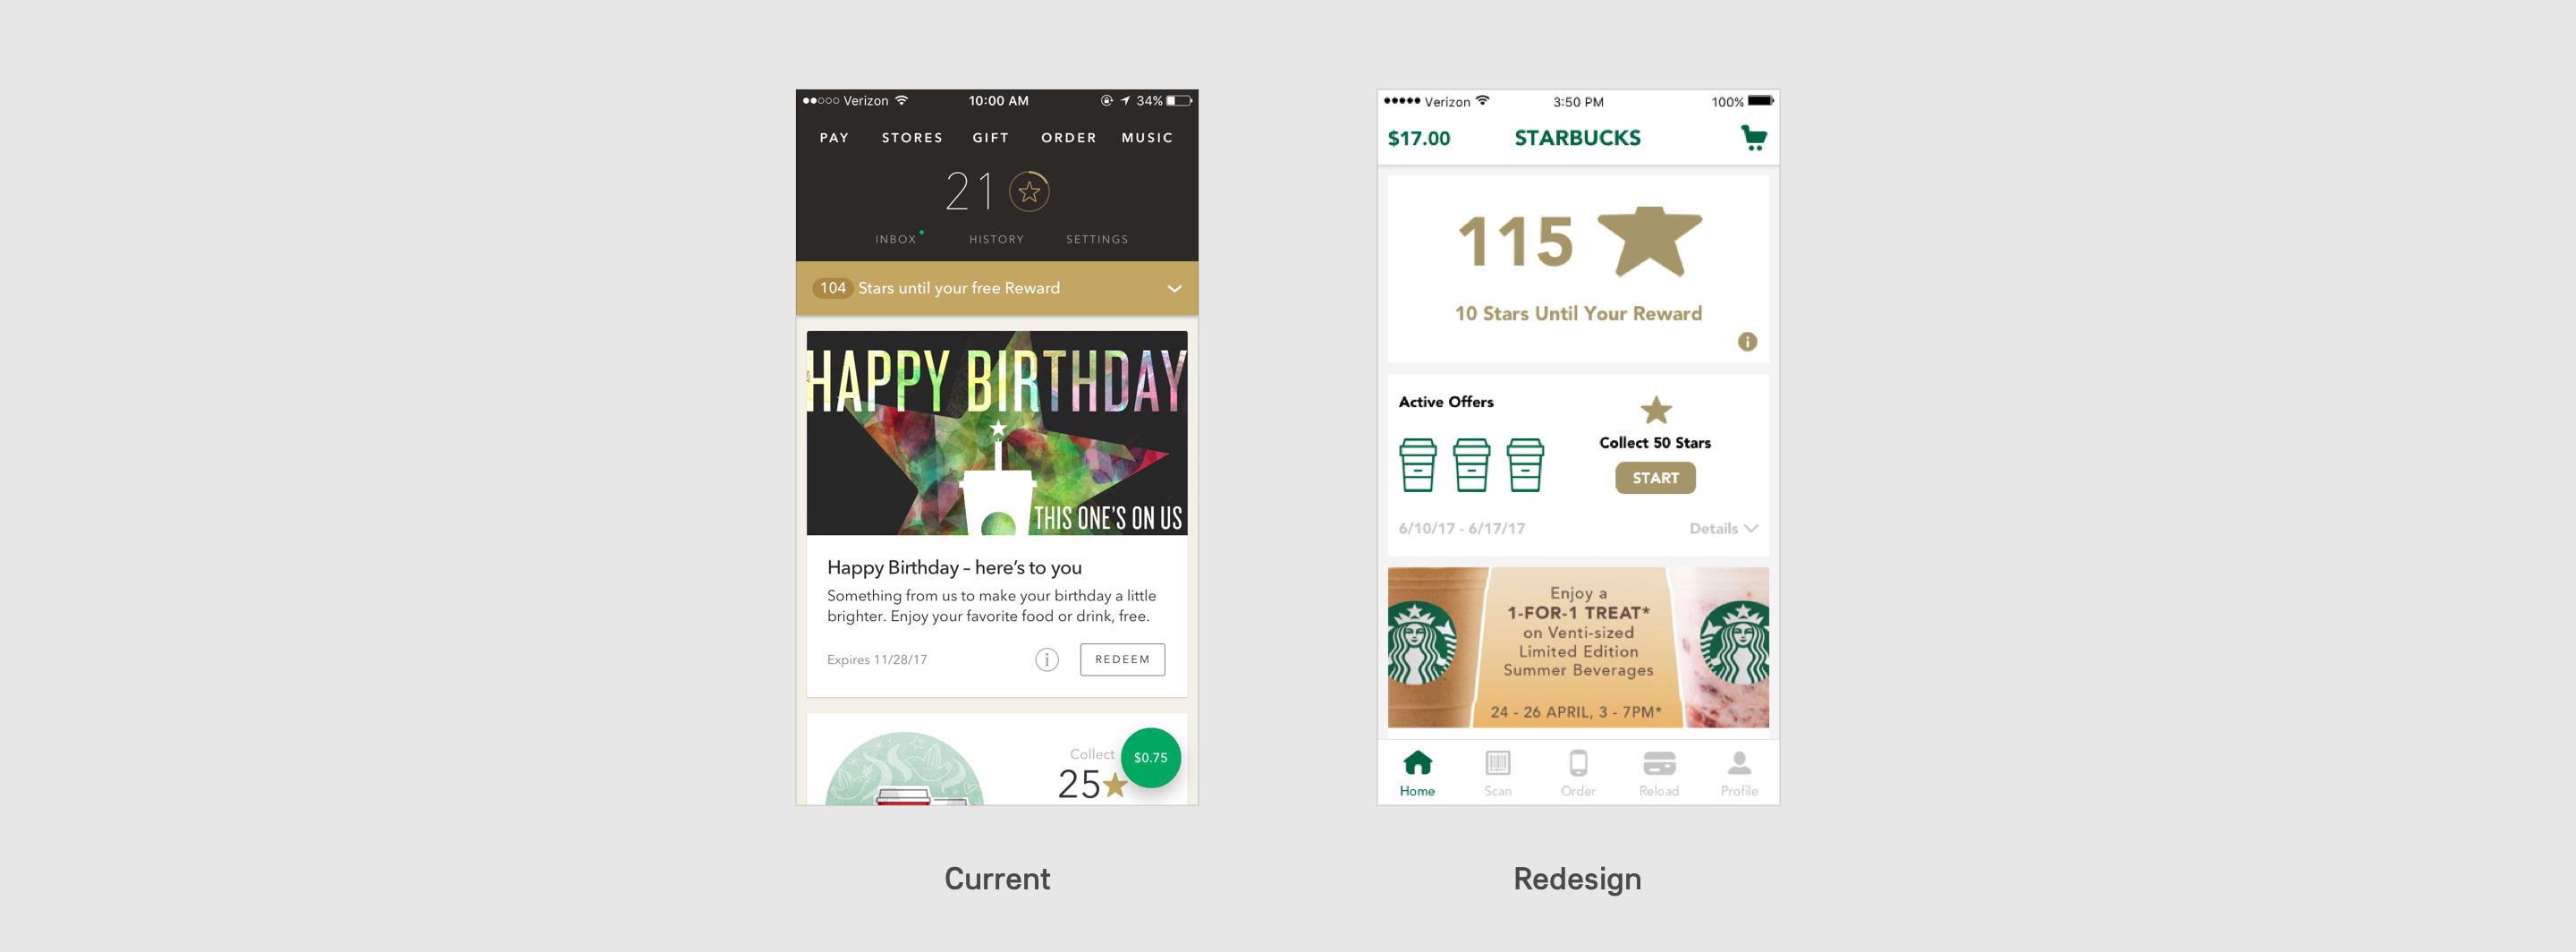 Verizon 10:00 AM 34%
PAY STORES GIFT ORDER MUSIC
21
INBOX HISTORY SETTINGS
104 Stars until your free Reward
HAPPY BIRTHDAY
THIS ONE'S ON US
Happy Birthday – here's to you
Something from us to make your birthday a little
brighter. Enjoy your favorite food or drink, free.
Expires 11/28/17 i REDEEM
Collect
25
$0.75
Current
Verizon 3:50 PM 100%
$17.00 STARBUCKS
115
10 Stars Until Your Reward
i
Active Offers
Collect 50 Stars
START
6/10/17 - 6/17/17 Details
Enjoy a
1-FOR-1 TREAT*
on Venti-sized
Limited Edition
Summer Beverages
24 - 26 APRIL, 3 - 7PM*
Home Scan Order Reload Profile
Redesign